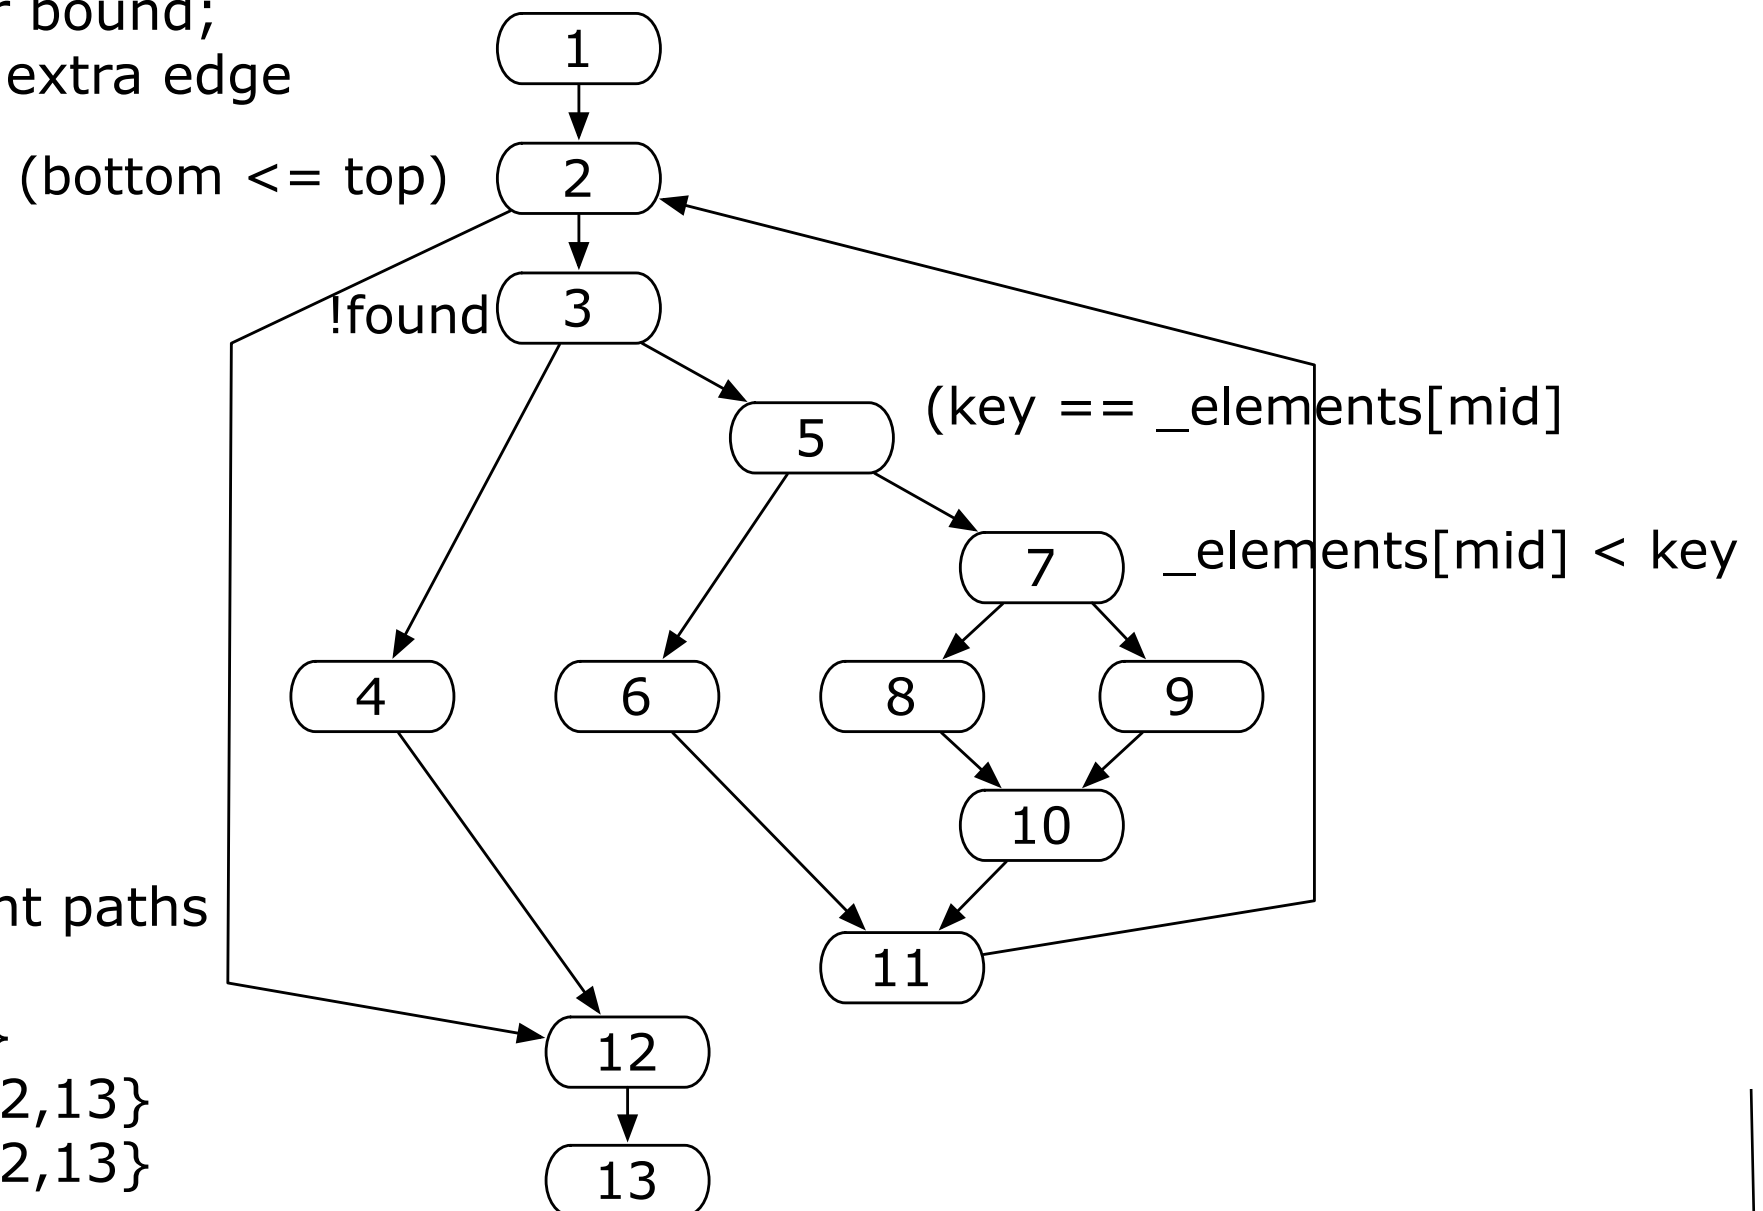 r bound;
extra edge
1
(bottom <= top)
2
!found
3
(key == _elements[mid]
5
_elements[mid] < key
7
4
6
8
9
10
nt paths
11
12
2,13}
2,13}
13